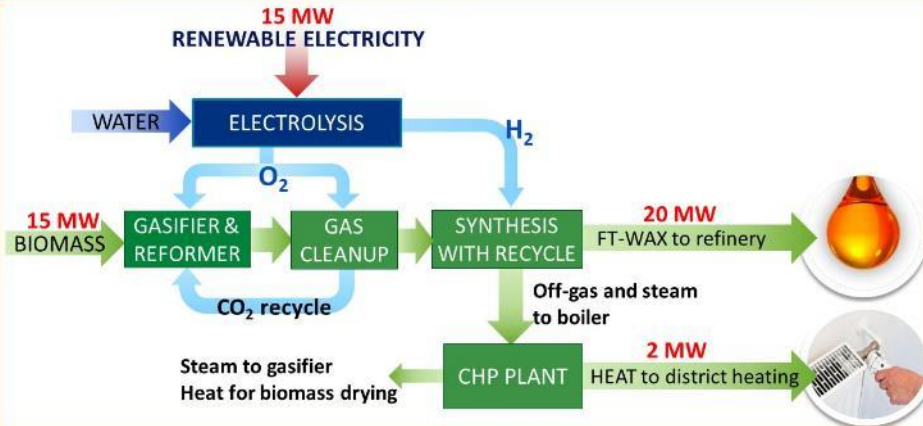 15 MW
RENEWABLE ELECTRICITY
WATER
ELECTROLYSIS
H₂
O₂
15 MW
BIOMASS
GASIFIER &
REFORMER
GAS
CLEANUP
SYNTHESIS
WITH RECYCLE
20 MW
FT-WAX to refinery
CO₂ recycle
Off-gas and steam
to boiler
Steam to gasifier
Heat for biomass drying
CHP PLANT
2 MW
HEAT to district heating